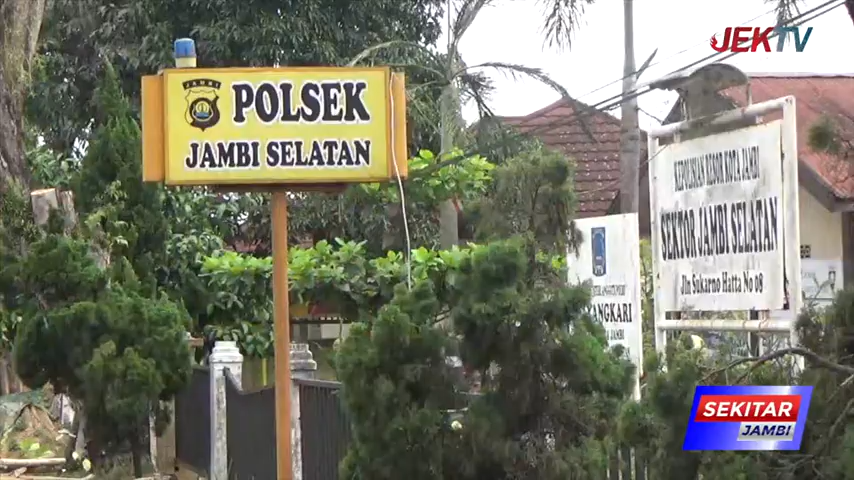 JEKTV
JAMBI
POLSEK
JAMBI SELATAN
KEPOLISIAN RESOR KOTA JAMBI
SEKTOR JAMBI SELATAN
Jln Sukarno Hatta No 08
JAMBI
SEKITAR
JAMBI